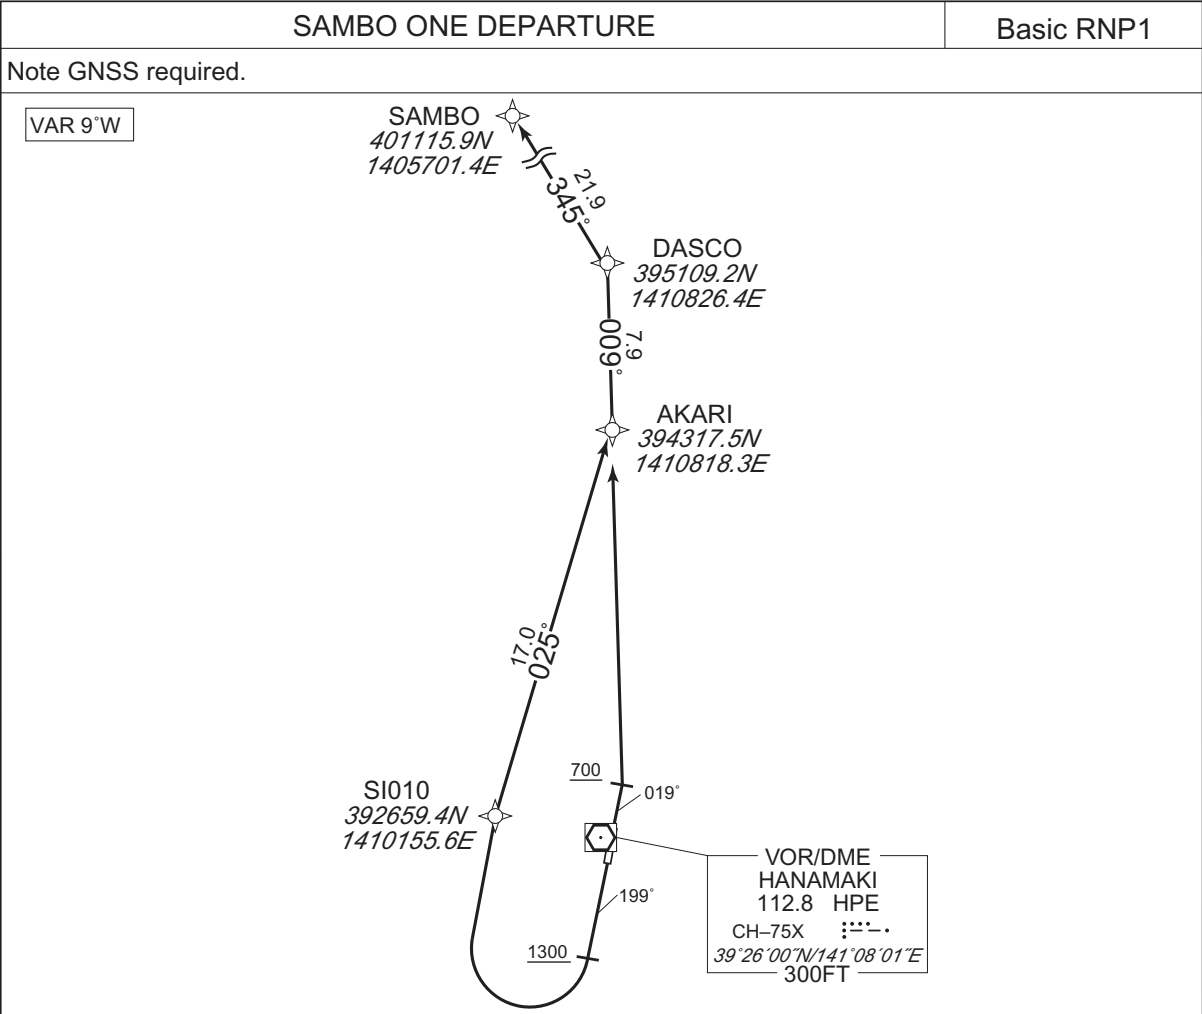 SAMBO ONE DEPARTURE
Basic RNP1
Note GNSS required.
VAR 9˚W
SAMBO
401115.9N
1405701.4E
21.9
345˚
DASCO
395109.2N
1410826.4E
7.9
009˚
AKARI
394317.5N
1410818.3E
17.0
025˚
700
019˚
SI010
392659.4N
1410155.6E
199˚
1300
VOR/DME
HANAMAKI
112.8 HPE
CH–75X
39˚26´00˝N/141˚08´01˝E
300FT